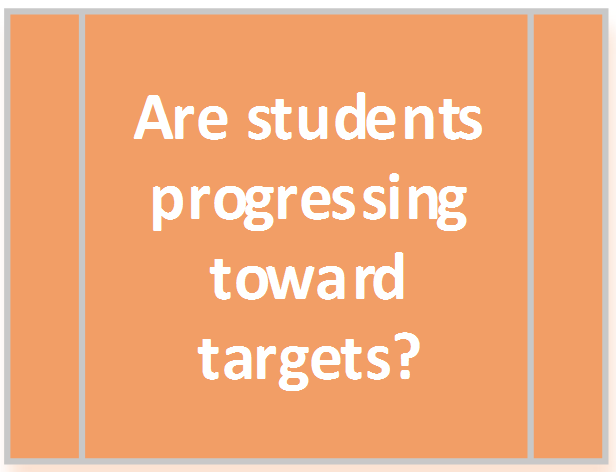 Are students
progressing
toward
targets?